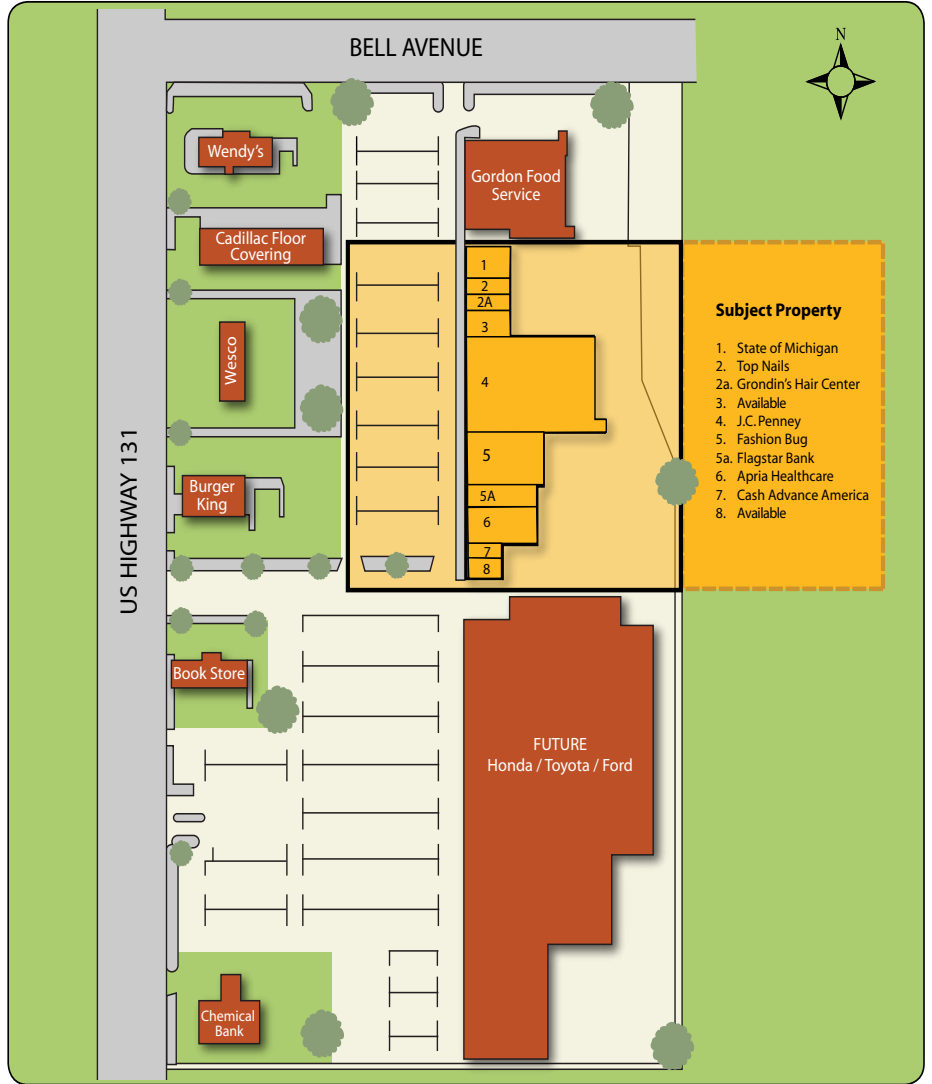 BELL AVENUE
N
Wendy's
Gordon Food
Service
Cadillac Floor
Covering
1
2
2A
3
4
5
5A
6
7
8
Subject Property
1. State of Michigan
2. Top Nails
2a. Grondin's Hair Center
3. Available
4. J.C. Penney
5. Fashion Bug
5a. Flagstar Bank
6. Apria Healthcare
7. Cash Advance America
8. Available
Wesco
US HIGHWAY 131
Burger
King
Book Store
FUTURE
Honda / Toyota / Ford
Chemical
Bank